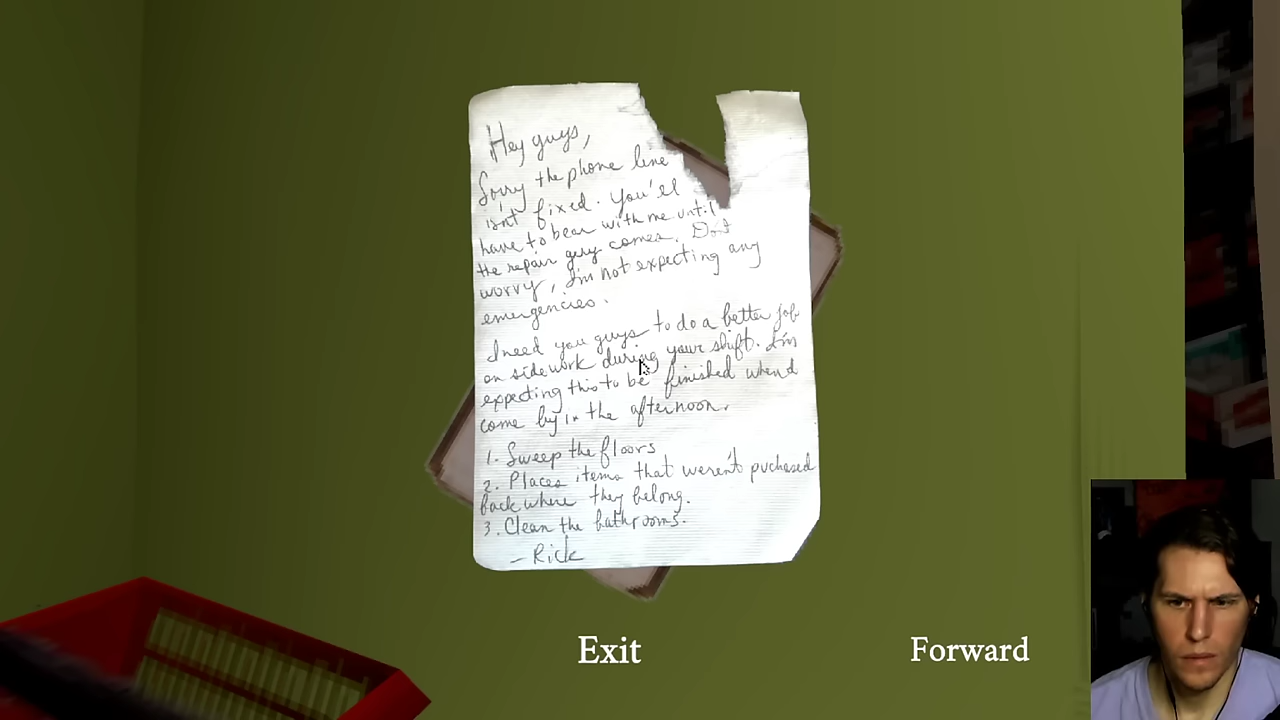 Hey guys,
Sorry the phone line
isn't fixed. You'll
have to bear with me until
the repair guy comes. Don't
worry, I'm not expecting any
emergencies.
I need you guys to do a better job
on sidework during your shift. I'm
expecting this to be finished when I
come by in the afternoon.
1. Sweep the floors
2. Places items that weren't puchased
back where they belong.
3. Clean the bathrooms.
- Rick
Exit
Forward